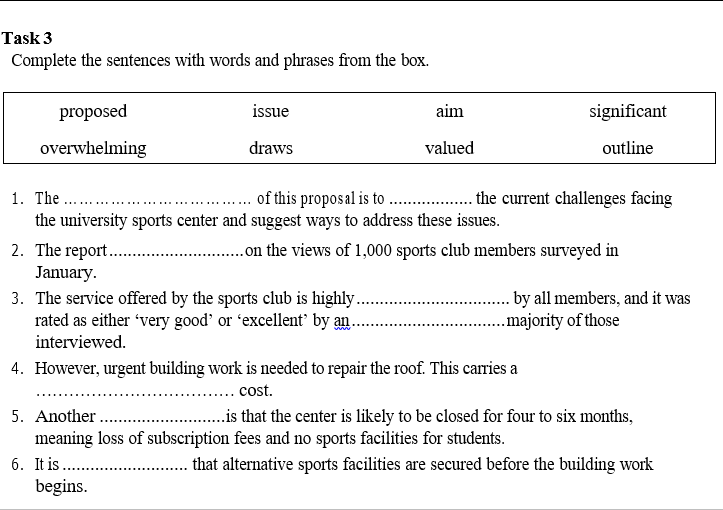 Task 3
Complete the sentences with words and phrases from the box.
proposed issue aim significant
overwhelming draws valued outline
1. The ………………………………. of this proposal is to .................. the current challenges facing
the university sports center and suggest ways to address these issues.
2. The report.............................on the views of 1,000 sports club members surveyed in
January.
3. The service offered by the sports club is highly................................. by all members, and it was
rated as either ‘very good’ or ‘excellent’ by an.................................majority of those
interviewed.
4. However, urgent building work is needed to repair the roof. This carries a
…………………………….. cost.
5. Another ...........................is that the center is likely to be closed for four to six months,
meaning loss of subscription fees and no sports facilities for students.
6. It is ........................... that alternative sports facilities are secured before the building work
begins.